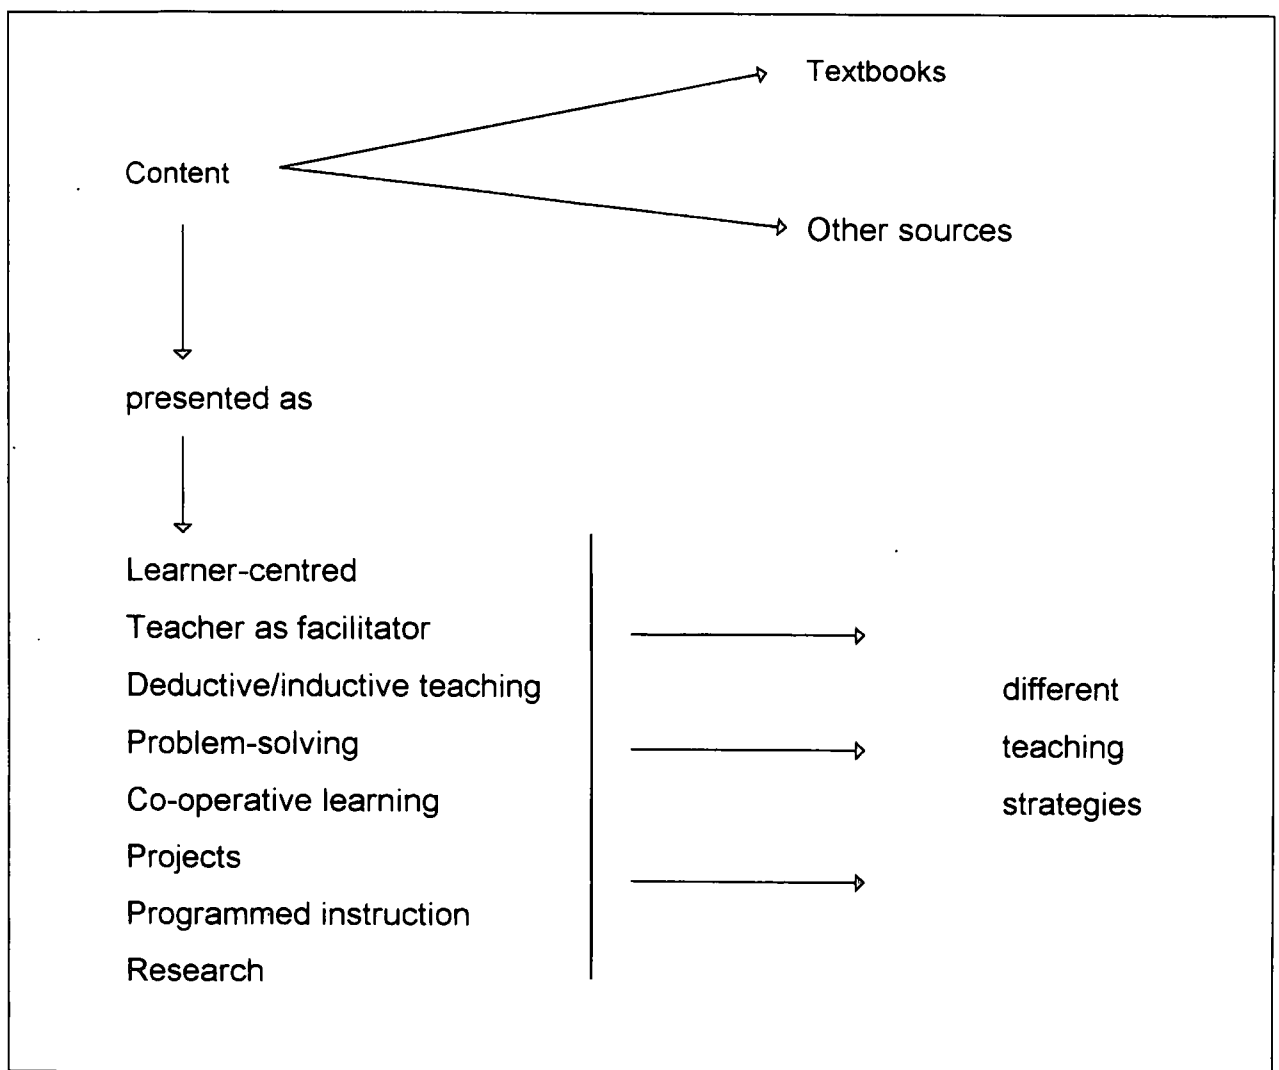 Textbooks
Content
Other sources
presented as
Learner-centred
Teacher as facilitator
Deductive/inductive teaching
Problem-solving
Co-operative learning
Projects
Programmed instruction
Research
different
teaching
strategies